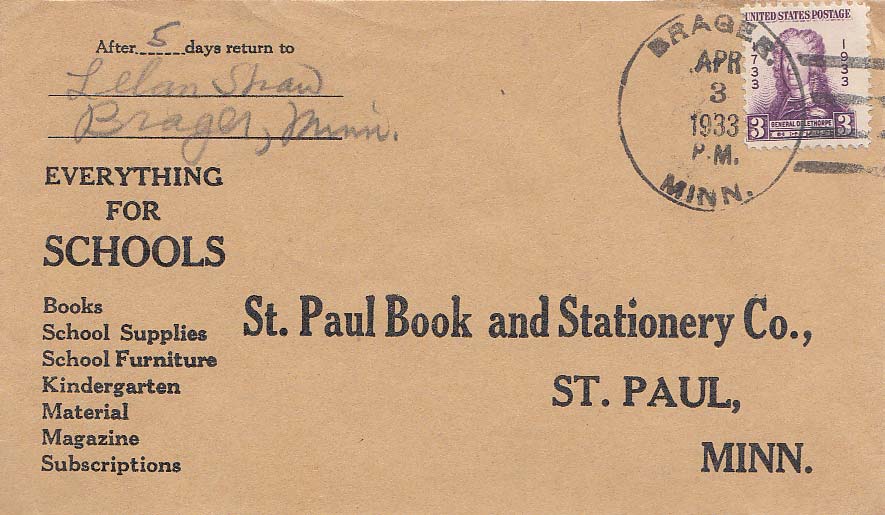 After 5 days return to
Lelan Straw
Brager, Minn.
EVERYTHING
FOR
SCHOOLS
Books
School Supplies
School Furniture
Kindergarten
Material
Magazine
Subscriptions
BRAGER.
APR
3
1933
P.M.
MINN.
UNITED STATES POSTAGE
1733
1933
3 GENERAL OGLETHORPE 3
St. Paul Book and Stationery Co.,
ST. PAUL,
MINN.